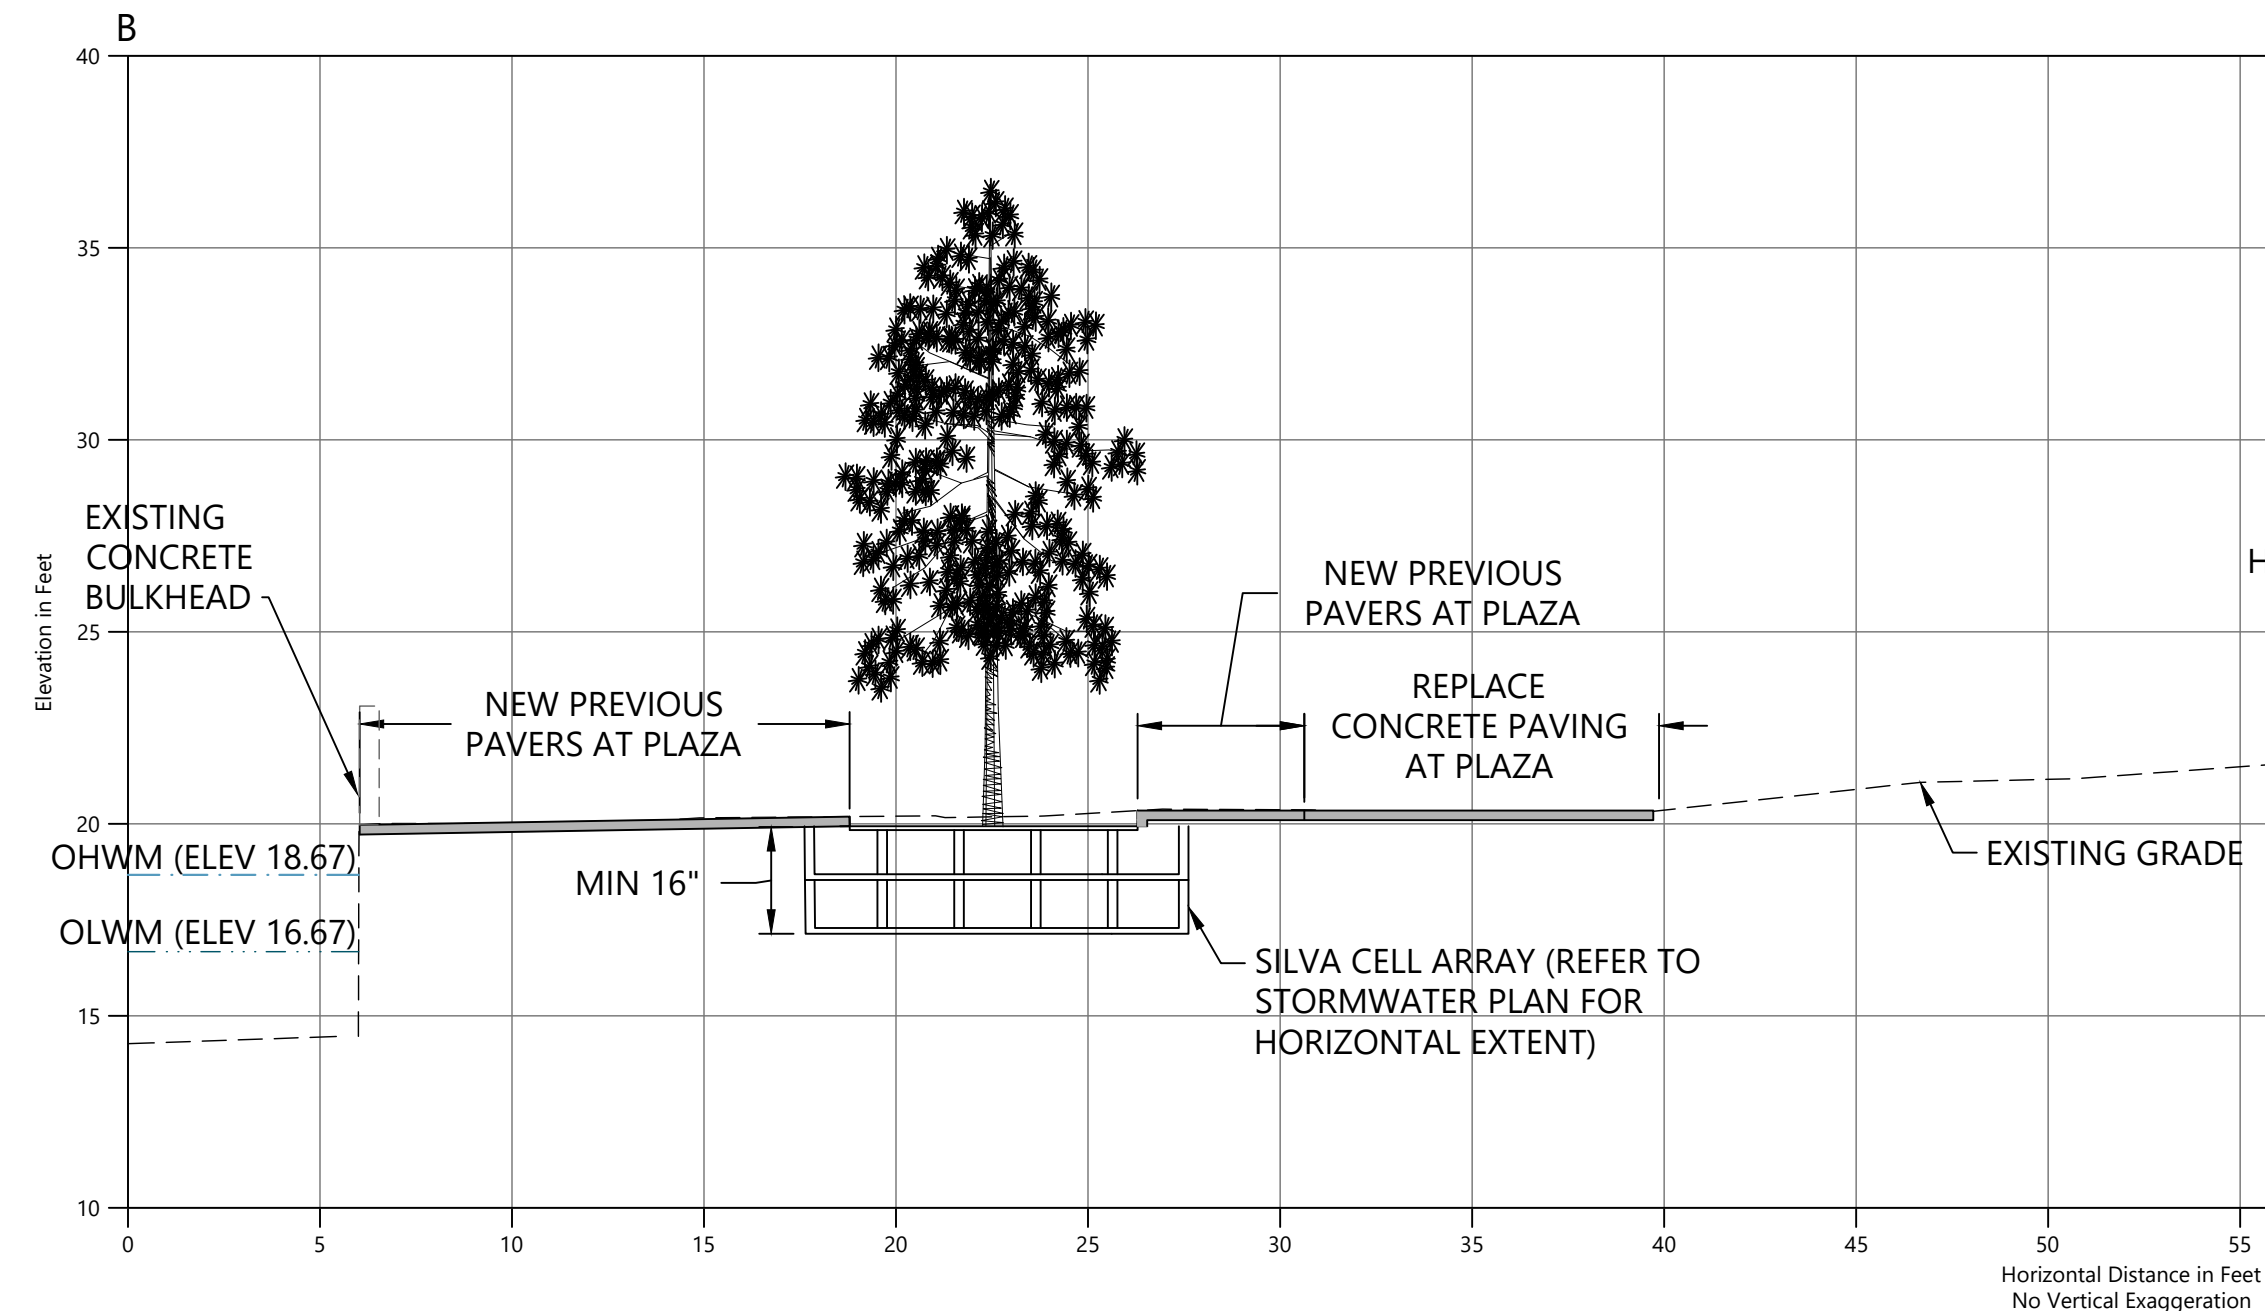 B
40
35
30
25
20
15
10
Elevation in Feet
EXISTING
CONCRETE
BULKHEAD
NEW PREVIOUS
PAVERS AT PLAZA
NEW PREVIOUS
PAVERS AT PLAZA
REPLACE
CONCRETE PAVING
AT PLAZA
H
OHWM (ELEV 18.67)
OLWM (ELEV 16.67)
MIN 16"
EXISTING GRADE
SILVA CELL ARRAY (REFER TO
STORMWATER PLAN FOR
HORIZONTAL EXTENT)
0 5 10 15 20 25 30 35 40 45 50 55
Horizontal Distance in Feet
No Vertical Exaggeration